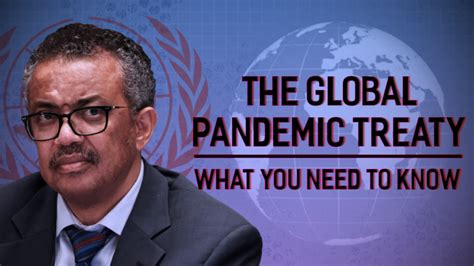 THE GLOBAL
PANDEMIC TREATY
WHAT YOU NEED TO KNOW